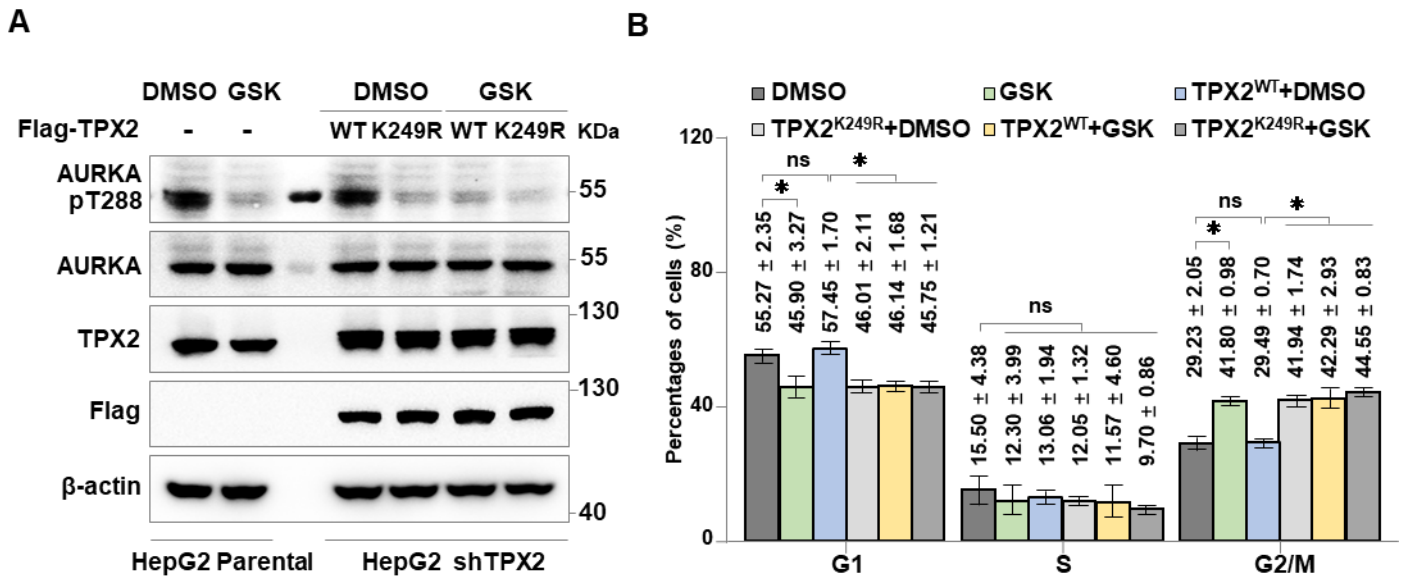 A
DMSO GSK DMSO GSK
Flag-TPX2 - - WT K249R WT K249R KDa
AURKA
pT288
55
AURKA
55
TPX2
130
Flag
130
β-actin
40
HepG2 Parental HepG2 shTPX2
B
DMSO GSK TPX2WT+DMSO
TPX2K249R+DMSO TPX2WT+GSK TPX2K249R+GSK
Percentages of cells (%)
120
80
40
0
ns *
*
55.27 ± 2.35
45.90 ± 3.27
57.45 ± 1.70
46.01 ± 2.11
46.14 ± 1.68
45.75 ± 1.21
ns
15.50 ± 4.38
12.30 ± 3.99
13.06 ± 1.94
12.05 ± 1.32
11.57 ± 4.60
9.70 ± 0.86
ns *
*
29.23 ± 2.05
41.80 ± 0.98
29.49 ± 0.70
41.94 ± 1.74
42.29 ± 2.93
44.55 ± 0.83
G1 S G2/M